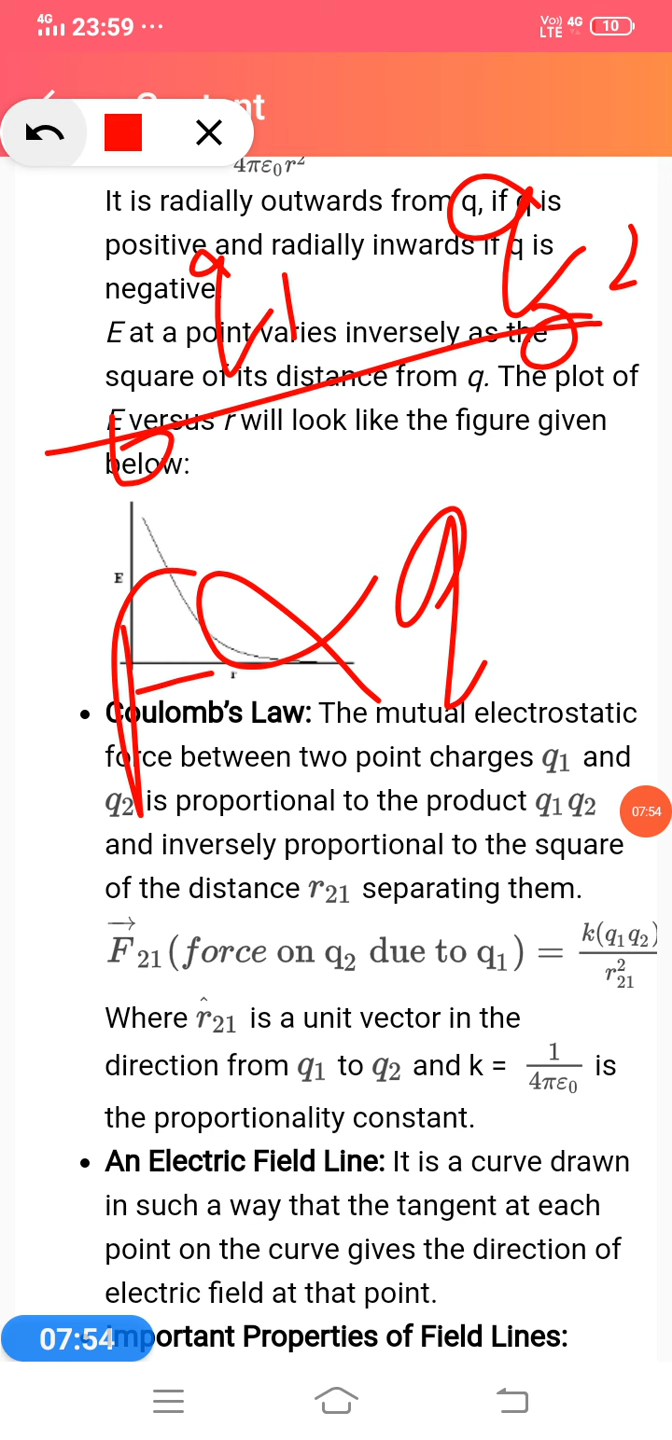 4G 23:59 ... Vo)) LTE 4G 10
4πε₀r²
It is radially outwards from q, if q is
positive and radially inwards if q is
negative.
E at a point varies inversely as the
square of its distance from q. The plot of
E versus r will look like the figure given
below:
q1
q2
E
r
F ∝ q
• Coulomb’s Law: The mutual electrostatic
force between two point charges q₁ and
q₂ is proportional to the product q₁q₂
07:54
and inversely proportional to the square
of the distance r₂₁ separating them.
F⃗₂₁(force on q₂ due to q₁) = k(q₁q₂)/r₂₁²
Where r̂₂₁ is a unit vector in the
direction from q₁ to q₂ and k = 1/4πε₀ is
the proportionality constant.
• An Electric Field Line: It is a curve drawn
in such a way that the tangent at each
point on the curve gives the direction of
electric field at that point.
07:54
Important Properties of Field Lines: